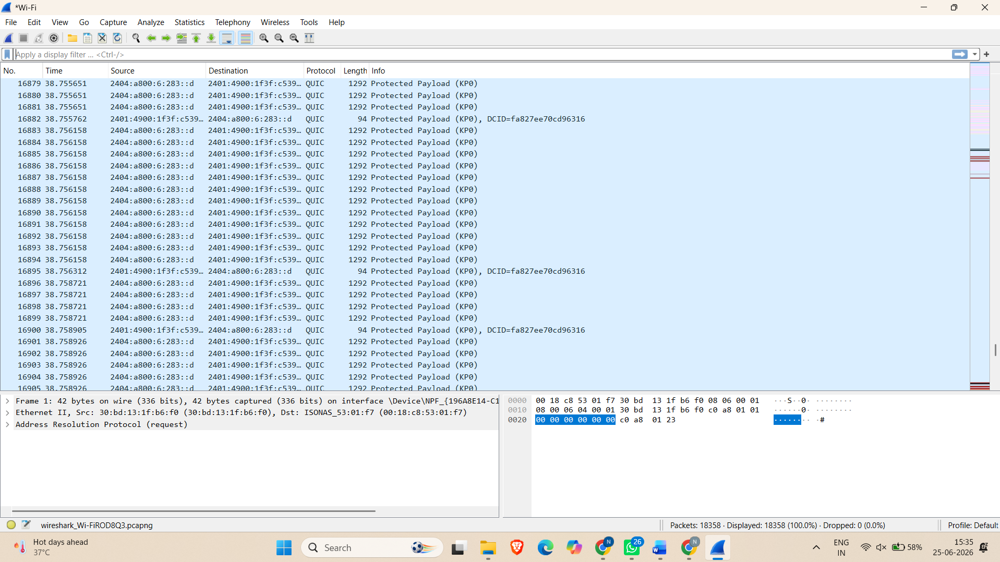 *Wi-Fi
File Edit View Go Capture Analyze Statistics Telephony Wireless Tools Help
Apply a display filter ... <Ctrl-/>
No. Time Source Destination Protocol Length Info
16879 38.755651 2404:a800:6:283::d 2401:4900:1f3f:c539… QUIC 1292 Protected Payload (KP0)
16880 38.755651 2404:a800:6:283::d 2401:4900:1f3f:c539… QUIC 1292 Protected Payload (KP0)
16881 38.755651 2404:a800:6:283::d 2401:4900:1f3f:c539… QUIC 1292 Protected Payload (KP0)
16882 38.755762 2401:4900:1f3f:c539… 2404:a800:6:283::d QUIC 94 Protected Payload (KP0), DCID=fa827ee70cd96316
16883 38.756158 2404:a800:6:283::d 2401:4900:1f3f:c539… QUIC 1292 Protected Payload (KP0)
16884 38.756158 2404:a800:6:283::d 2401:4900:1f3f:c539… QUIC 1292 Protected Payload (KP0)
16885 38.756158 2404:a800:6:283::d 2401:4900:1f3f:c539… QUIC 1292 Protected Payload (KP0)
16886 38.756158 2404:a800:6:283::d 2401:4900:1f3f:c539… QUIC 1292 Protected Payload (KP0)
16887 38.756158 2404:a800:6:283::d 2401:4900:1f3f:c539… QUIC 1292 Protected Payload (KP0)
16888 38.756158 2404:a800:6:283::d 2401:4900:1f3f:c539… QUIC 1292 Protected Payload (KP0)
16889 38.756158 2404:a800:6:283::d 2401:4900:1f3f:c539… QUIC 1292 Protected Payload (KP0)
16890 38.756158 2404:a800:6:283::d 2401:4900:1f3f:c539… QUIC 1292 Protected Payload (KP0)
16891 38.756158 2404:a800:6:283::d 2401:4900:1f3f:c539… QUIC 1292 Protected Payload (KP0)
16892 38.756158 2404:a800:6:283::d 2401:4900:1f3f:c539… QUIC 1292 Protected Payload (KP0)
16893 38.756158 2404:a800:6:283::d 2401:4900:1f3f:c539… QUIC 1292 Protected Payload (KP0)
16894 38.756158 2404:a800:6:283::d 2401:4900:1f3f:c539… QUIC 1292 Protected Payload (KP0)
16895 38.756312 2401:4900:1f3f:c539… 2404:a800:6:283::d QUIC 94 Protected Payload (KP0), DCID=fa827ee70cd96316
16896 38.758721 2404:a800:6:283::d 2401:4900:1f3f:c539… QUIC 1292 Protected Payload (KP0)
16897 38.758721 2404:a800:6:283::d 2401:4900:1f3f:c539… QUIC 1292 Protected Payload (KP0)
16898 38.758721 2404:a800:6:283::d 2401:4900:1f3f:c539… QUIC 1292 Protected Payload (KP0)
16899 38.758721 2404:a800:6:283::d 2401:4900:1f3f:c539… QUIC 1292 Protected Payload (KP0)
16900 38.758905 2401:4900:1f3f:c539… 2404:a800:6:283::d QUIC 94 Protected Payload (KP0), DCID=fa827ee70cd96316
16901 38.758926 2404:a800:6:283::d 2401:4900:1f3f:c539… QUIC 1292 Protected Payload (KP0)
16902 38.758926 2404:a800:6:283::d 2401:4900:1f3f:c539… QUIC 1292 Protected Payload (KP0)
16903 38.758926 2404:a800:6:283::d 2401:4900:1f3f:c539… QUIC 1292 Protected Payload (KP0)
16904 38.758926 2404:a800:6:283::d 2401:4900:1f3f:c539… QUIC 1292 Protected Payload (KP0)
16905 38.758926 2404:a800:6:283::d 2401:4900:1f3f:c539… QUIC 1292 Protected Payload (KP0)
Frame 1: 42 bytes on wire (336 bits), 42 bytes captured (336 bits) on interface \Device\NPF_{196A8E14-C1
Ethernet II, Src: 30:bd:13:1f:b6:f0 (30:bd:13:1f:b6:f0), Dst: ISONAS_53:01:f7 (00:18:c8:53:01:f7)
Address Resolution Protocol (request)
0000 00 18 c8 53 01 f7 30 bd 13 1f b6 f0 08 06 00 01 ···S··0· ········
0010 08 00 06 04 00 01 30 bd 13 1f b6 f0 c0 a8 01 01 ······0· ········
0020 00 00 00 00 00 00 c0 a8 01 23 ········ ·#
wireshark_Wi-FiROD8Q3.pcapng
Packets: 18358 · Displayed: 18358 (100.0%) · Dropped: 0 (0.0%)
Profile: Default
Hot days ahead
37°C
Search
N
26
N
ENG
IN
58%
15:35
25-06-2026